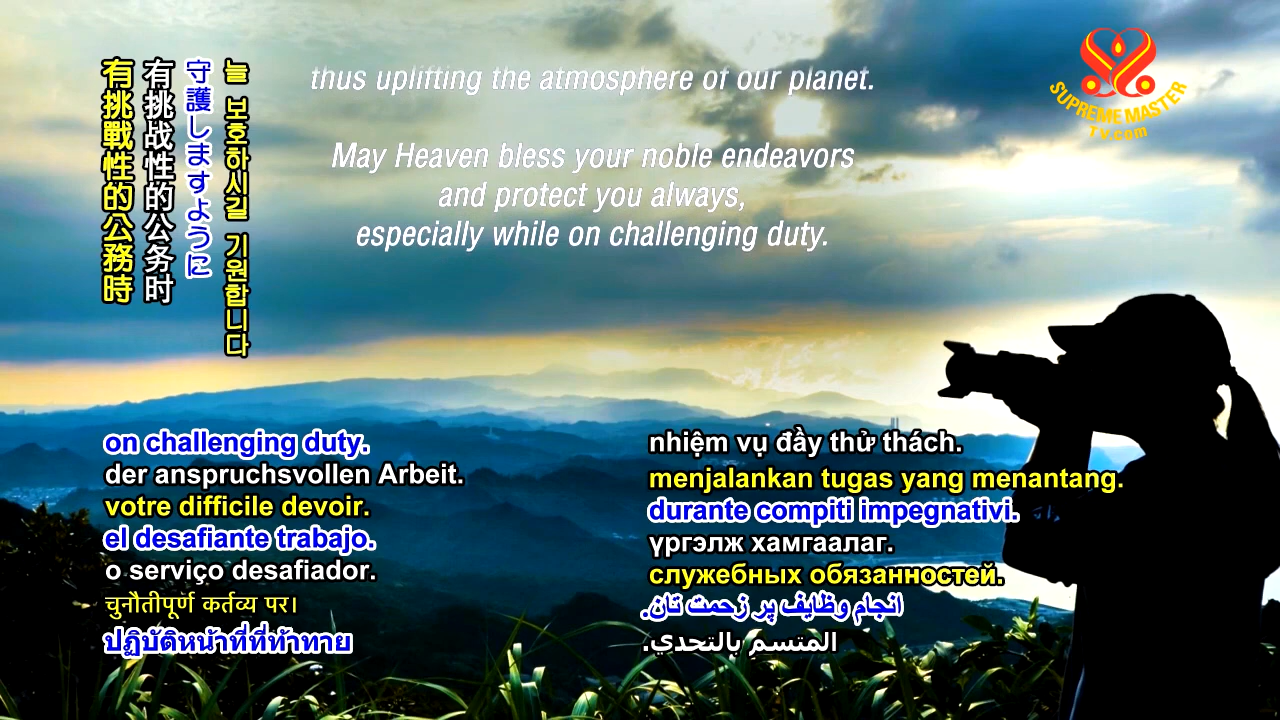 有挑戰性的公務時
有挑战性的公务时
守護しますように
늘 보호하시길 기원합니다
thus uplifting the atmosphere of our planet.
May Heaven bless your noble endeavors
and protect you always,
especially while on challenging duty.
SUPREME MASTER
TV.com
on challenging duty.
der anspruchsvollen Arbeit.
votre difficile devoir.
el desafiante trabajo.
o serviço desafiador.
चुनौतीपूर्ण कर्तव्य पर।
ปฏิบัติหน้าที่ที่ท้าทาย
nhiệm vụ đầy thử thách.
menjalankan tugas yang menantang.
durante compiti impegnativi.
үргэлж хамгаалаг.
служебных обязанностей.
انجام وظایف پر زحمت تان.
المتسم بالتحدي.